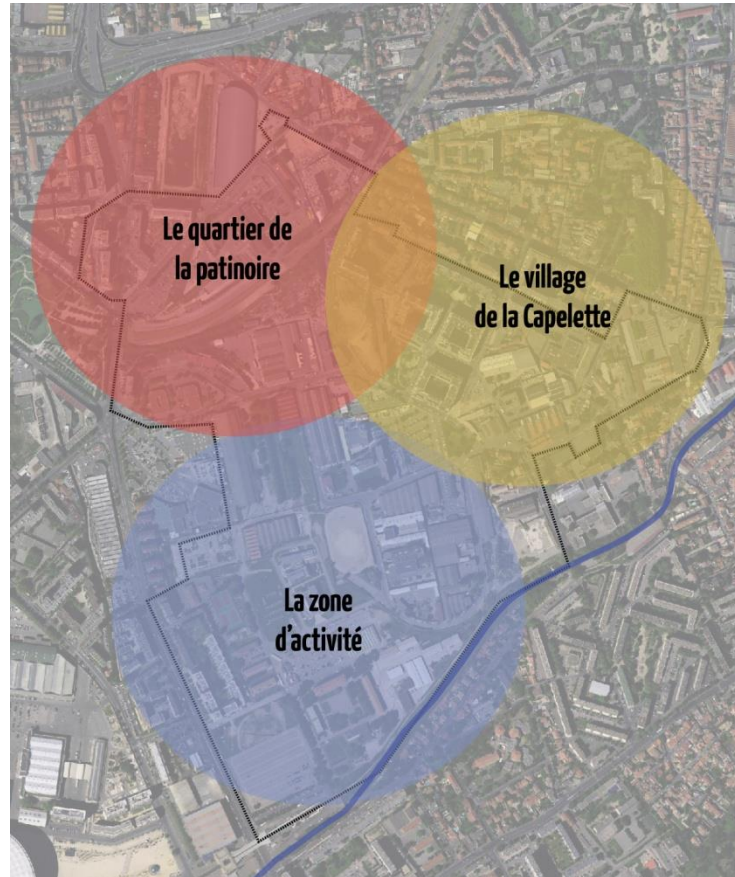 Le quartier de
la patinoire
Le village
de la Capelette
La zone
d'activité